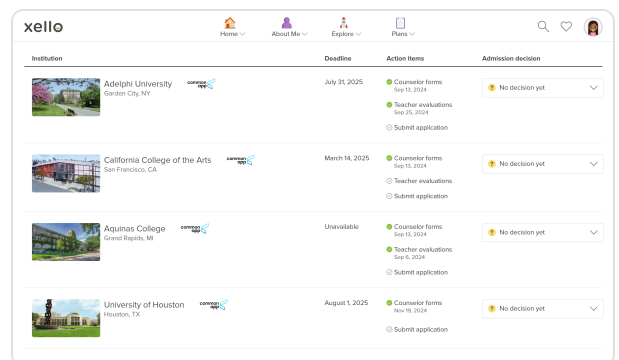 xello
Home About Me Explore Plans
Institution Deadline Action items Admission decision
Adelphi University common app July 31, 2025 Counselor forms No decision yet
Garden City, NY Sep 13, 2024
Teacher evaluations
Sep 25, 2024
Submit application
California College of the Arts common app March 14, 2025 Counselor forms No decision yet
San Francisco, CA Sep 13, 2024
Teacher evaluations
Submit application
Aquinas College common app Unavailable Counselor forms No decision yet
Grand Rapids, MI Sep 13, 2024
Teacher evaluations
Sep 6, 2024
Submit application
University of Houston common app August 1, 2025 Counselor forms No decision yet
Houston, TX Nov 19, 2024
Submit application